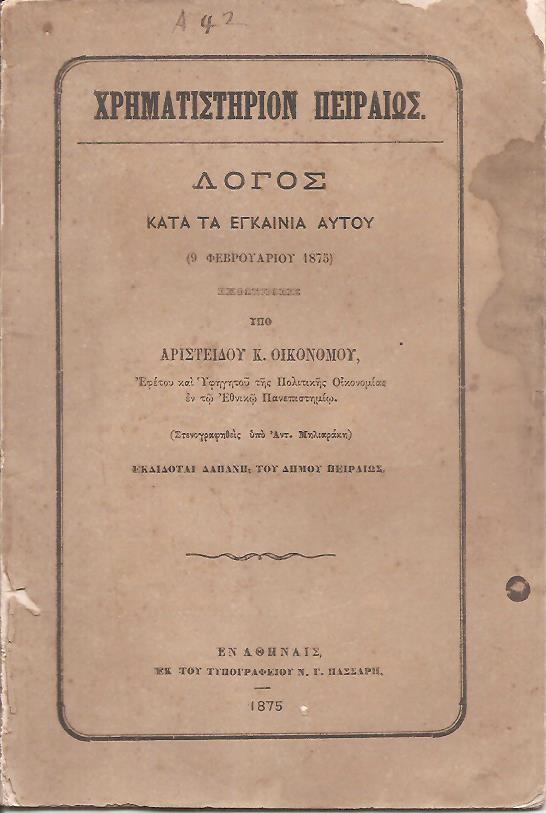 Α 42
ΧΡΗΜΑΤΙΣΤΗΡΙΟΝ ΠΕΙΡΑΙΩΣ.
ΛΟΓΟΣ
ΚΑΤΑ ΤΑ ΕΓΚΑΙΝΙΑ ΑΥΤΟΥ
(9 ΦΕΒΡΟΥΑΡΙΟΥ 1875)
ΕΚΦΩΝΗΘΕΙΣ
ΥΠΟ
ΑΡΙΣΤΕΙΔΟΥ Κ. ΟΙΚΟΝΟΜΟΥ,
Ἐφέτου καὶ Ὑφηγητοῦ τῆς Πολιτικῆς Οἰκονομίας
ἐν τῷ Ἐθνικῷ Πανεπιστημίῳ.
(Στενογραφηθεὶς ὑπὸ Ἀντ. Μηλιαράκη)
ΕΚΔΙΔΟΤΑΙ ΔΑΠΑΝΗι ΤΟΥ ΔΗΜΟΥ ΠΕΙΡΑΙΩΣ.
ΕΝ ΑΘΗΝΑΙΣ,
ΕΚ ΤΟΥ ΤΥΠΟΓΡΑΦΕΙΟΥ Ν. Γ. ΠΑΣΣΑΡΗ,
1875